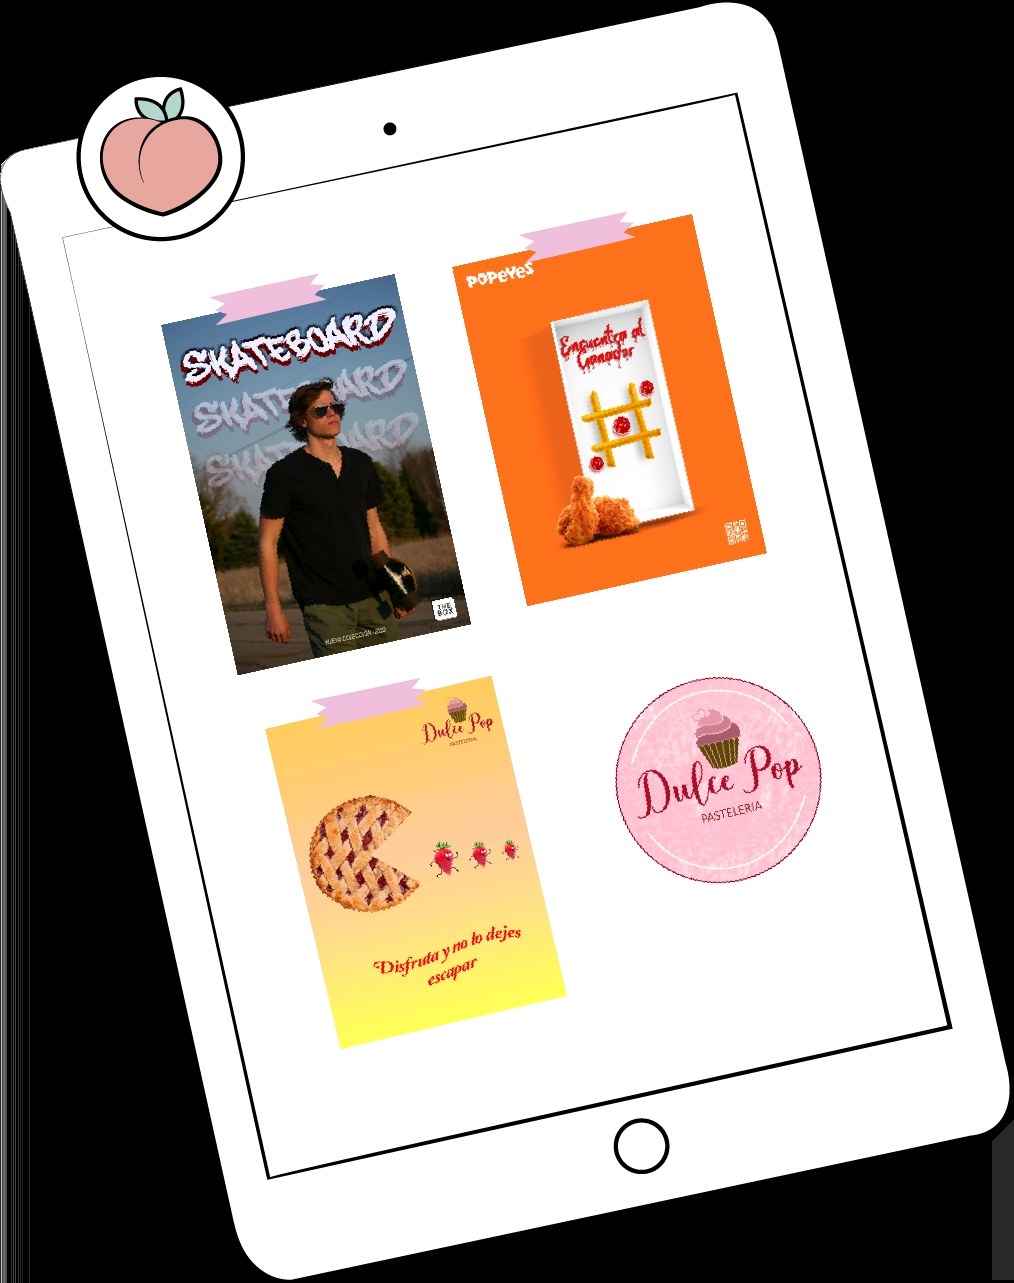 SKATEBOARD
SKATEBOARD
SKATEBOARD
NUEVA COLECCIÓN -2022
THE
BOX
POPEYES
Encuentra al
Ganador
Dulce Pop
PASTELERIA
Disfruta y no lo dejes
escapar
Dulce Pop
PASTELERIA